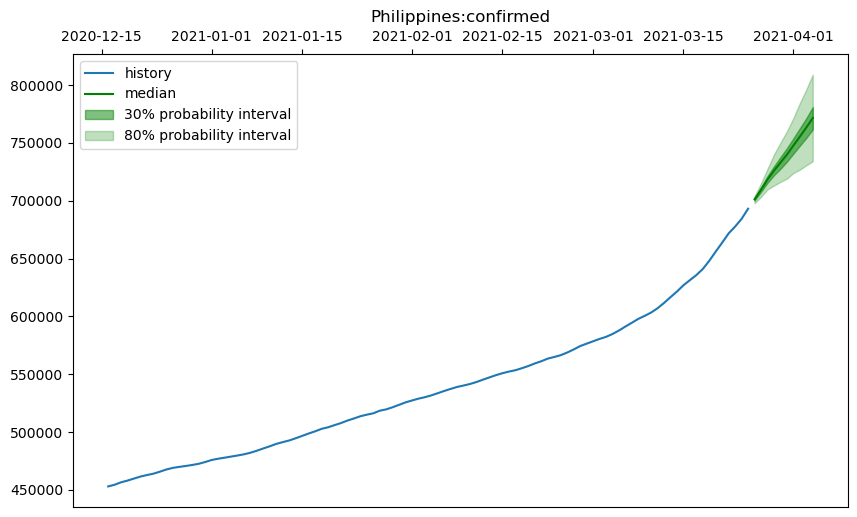 Philippines:confirmed
2020-12-15 2021-01-01 2021-01-15 2021-02-01 2021-02-15 2021-03-01 2021-03-15 2021-04-01
history
median
30% probability interval
80% probability interval
800000
750000
700000
650000
600000
550000
500000
450000